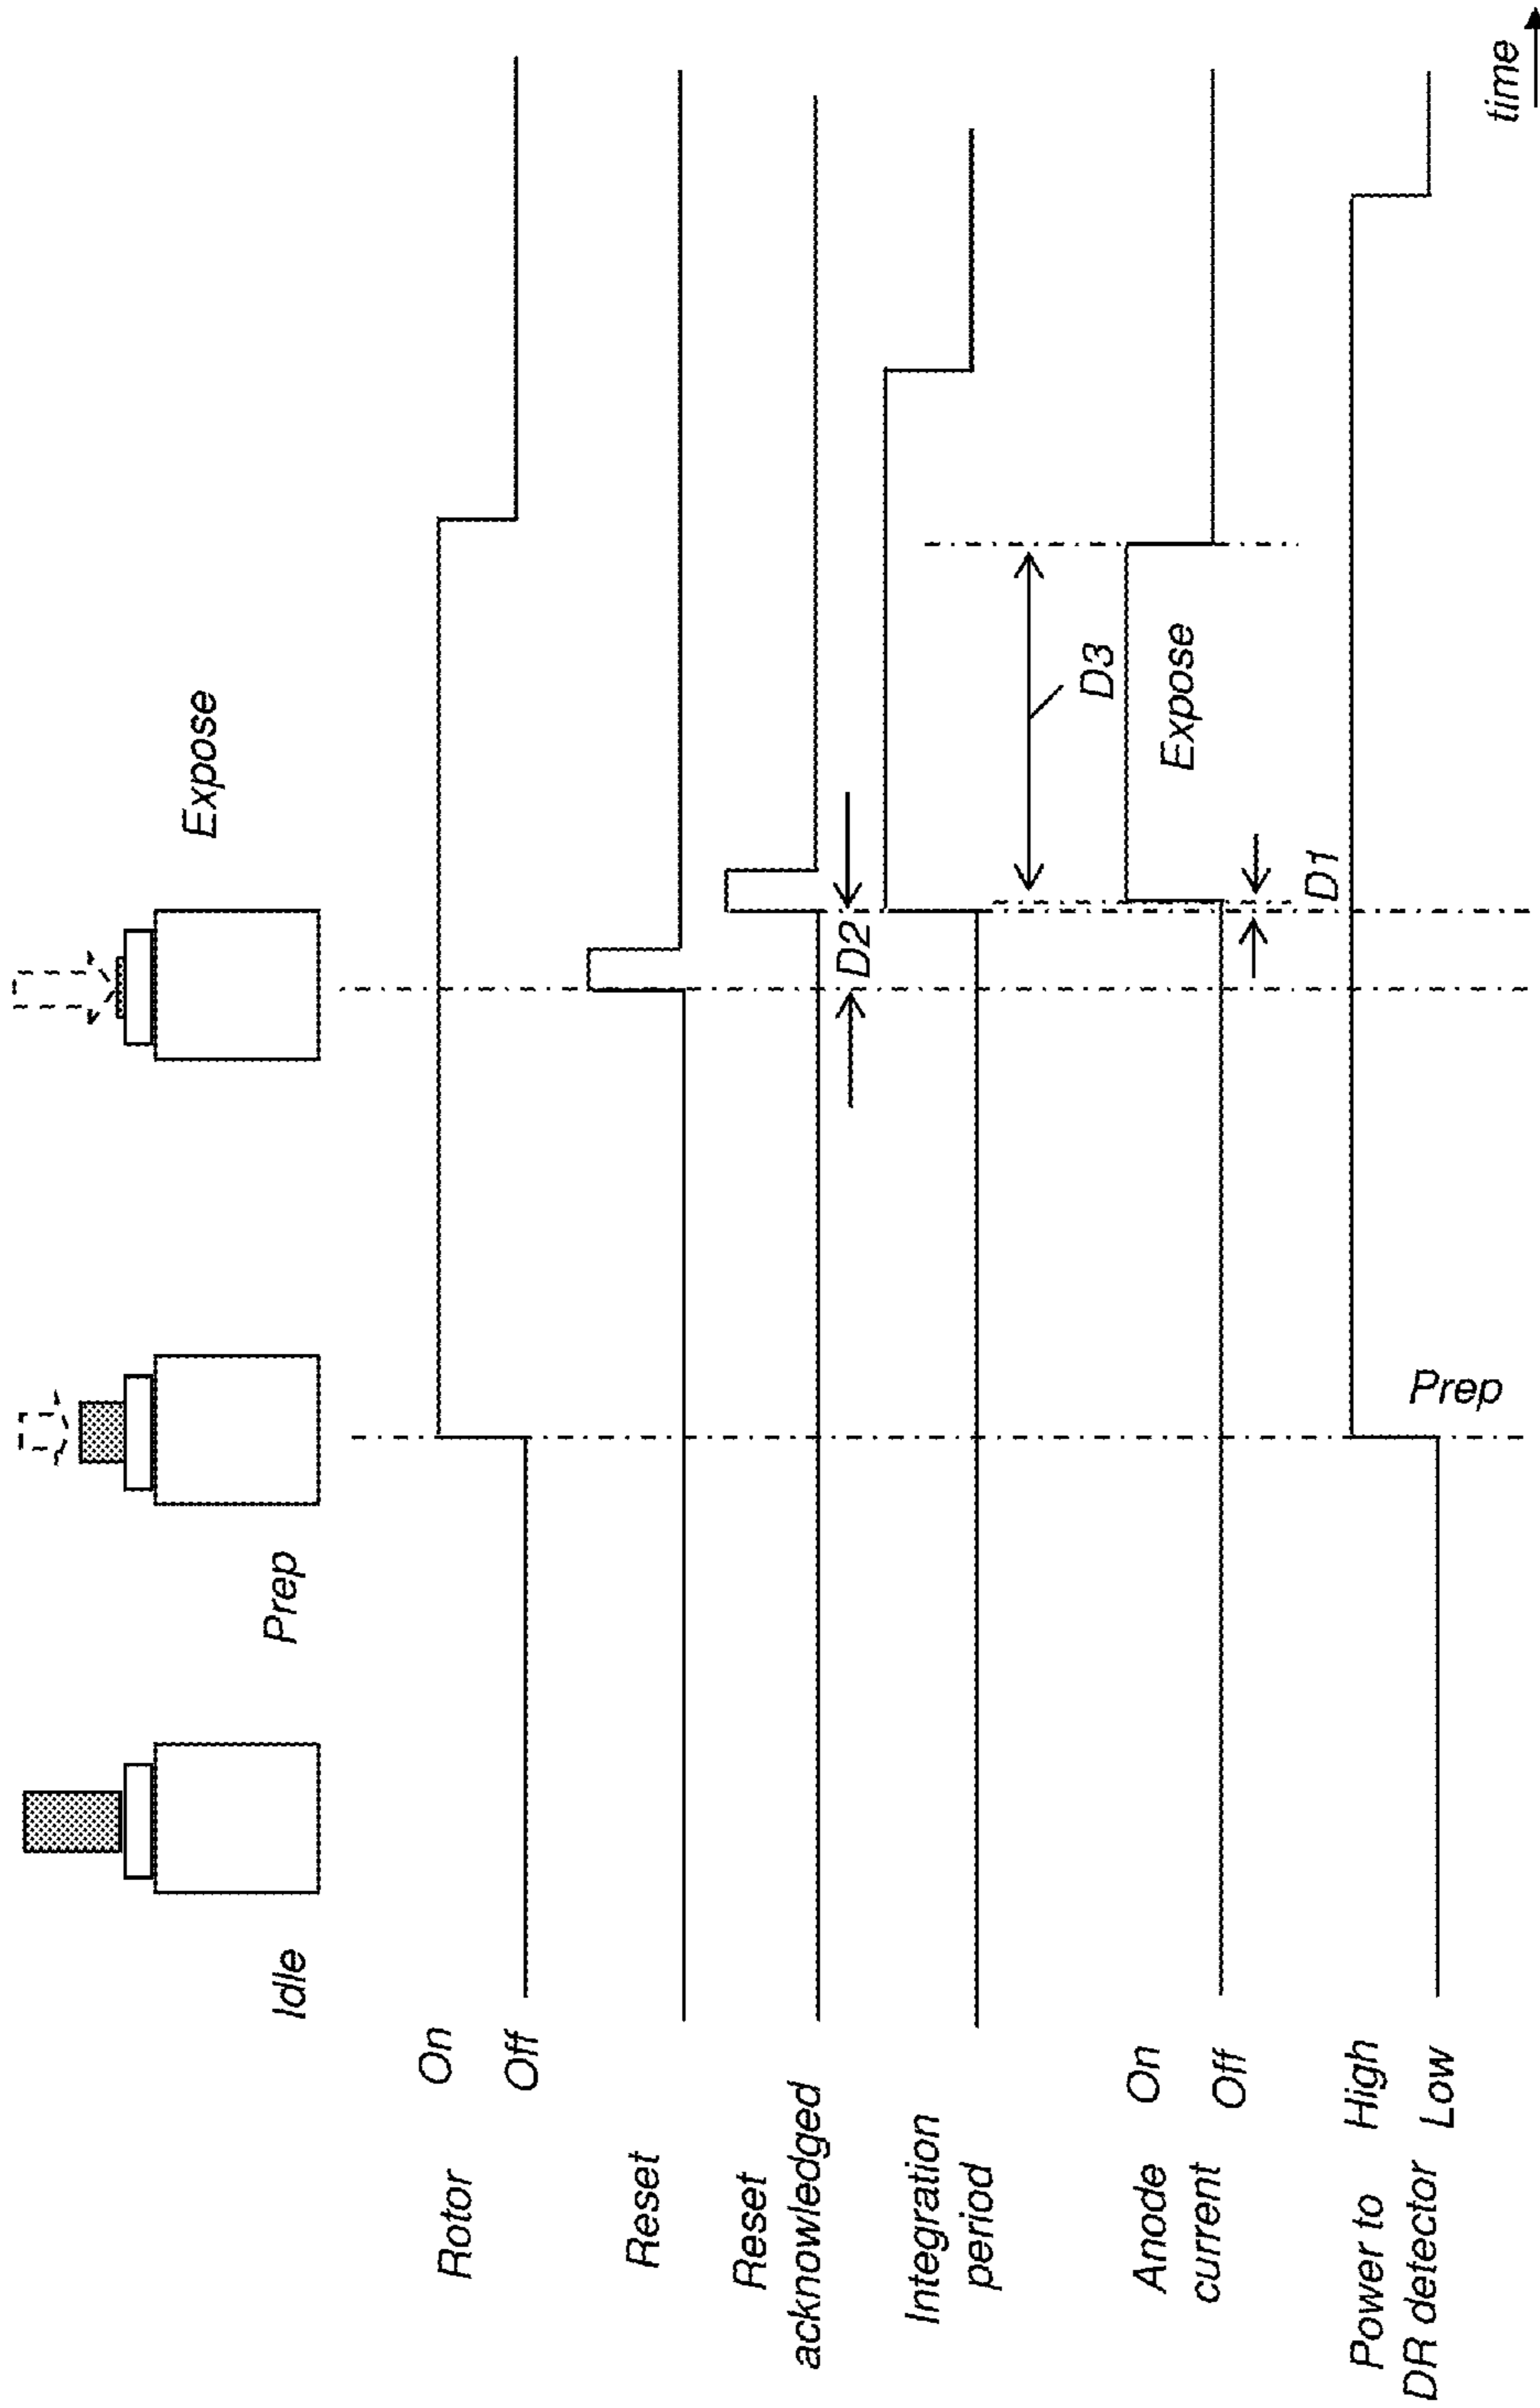 Idle
Prep
Expose
Rotor
On
Off
Reset
Reset
acknowledged
D2
Integration
period
D3
Anode
current
On
Off
Expose
D1
Power to
DR detector
High
Low
Prep
time